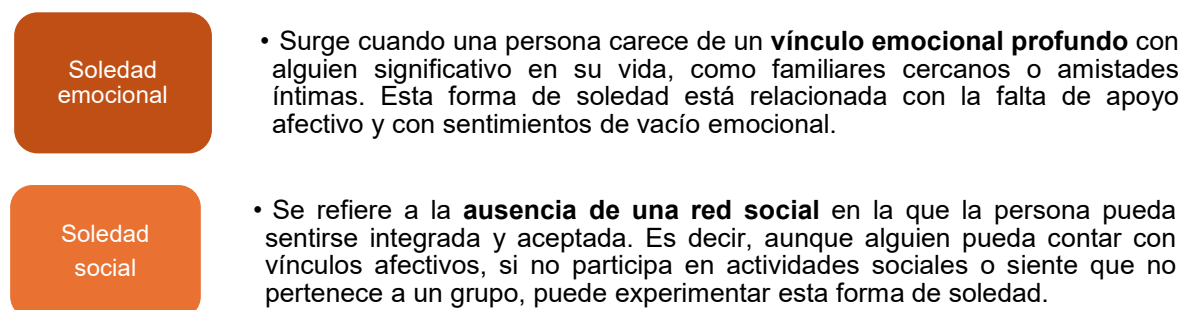 Soledad
emocional
• Surge cuando una persona carece de un vínculo emocional profundo con
alguien significativo en su vida, como familiares cercanos o amistades
íntimas. Esta forma de soledad está relacionada con la falta de apoyo
afectivo y con sentimientos de vacío emocional.
Soledad
social
• Se refiere a la ausencia de una red social en la que la persona pueda
sentirse integrada y aceptada. Es decir, aunque alguien pueda contar con
vínculos afectivos, si no participa en actividades sociales o siente que no
pertenece a un grupo, puede experimentar esta forma de soledad.